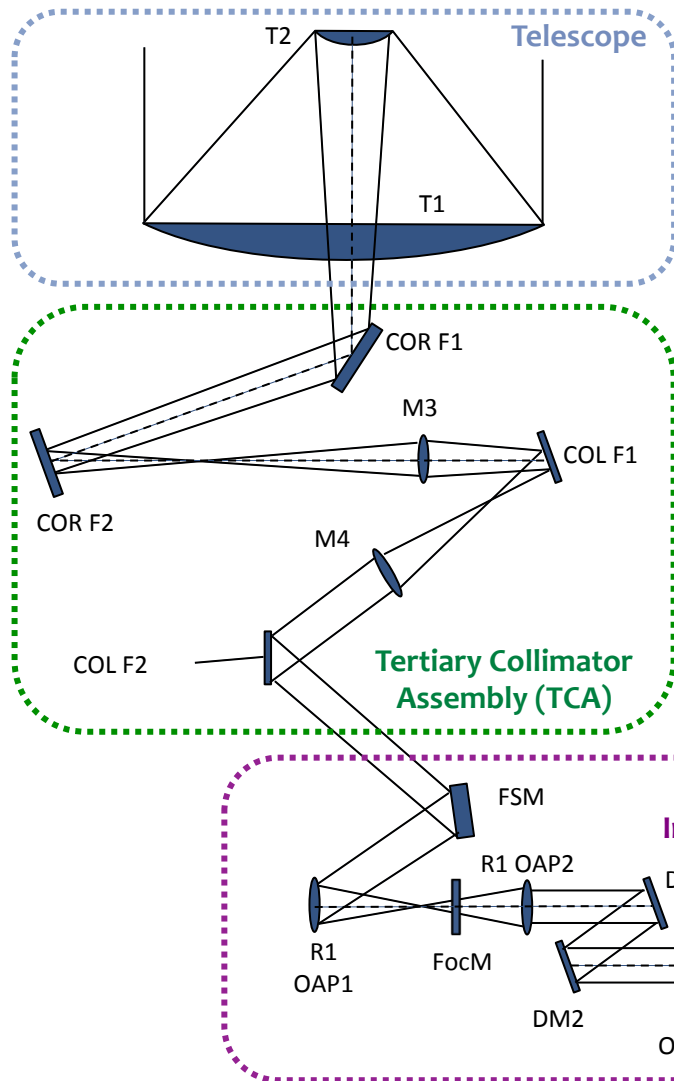 T2
Telescope
T1
COR F1
M3
COL F1
COR F2
M4
COL F2
Tertiary Collimator
Assembly (TCA)
FSM
R1 OAP2
R1
OAP1
FocM
DM2